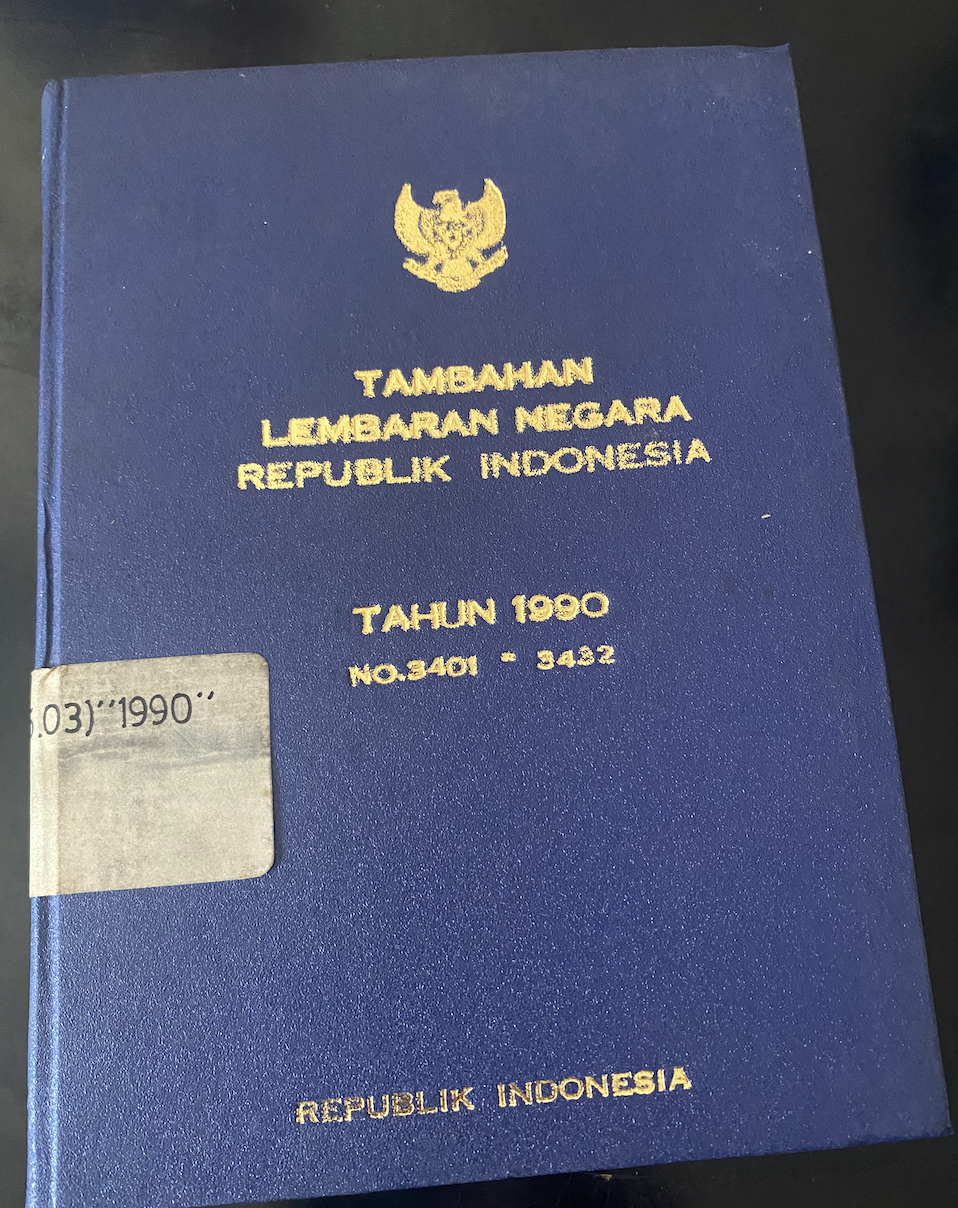 TAMBAHAN
LEMBARAN NEGARA
REPUBLIK INDONESIA
TAHUN 1990
NO.3401 - 3432
.03)"1990"
REPUBLIK INDONESIA